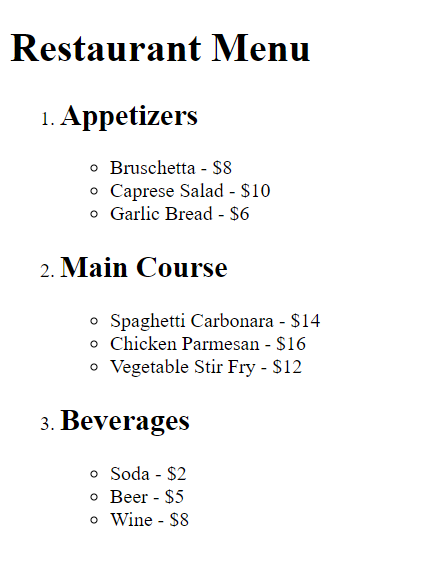 Restaurant Menu
1. Appetizers
Bruschetta - $8
Caprese Salad - $10
Garlic Bread - $6
2. Main Course
Spaghetti Carbonara - $14
Chicken Parmesan - $16
Vegetable Stir Fry - $12
3. Beverages
Soda - $2
Beer - $5
Wine - $8